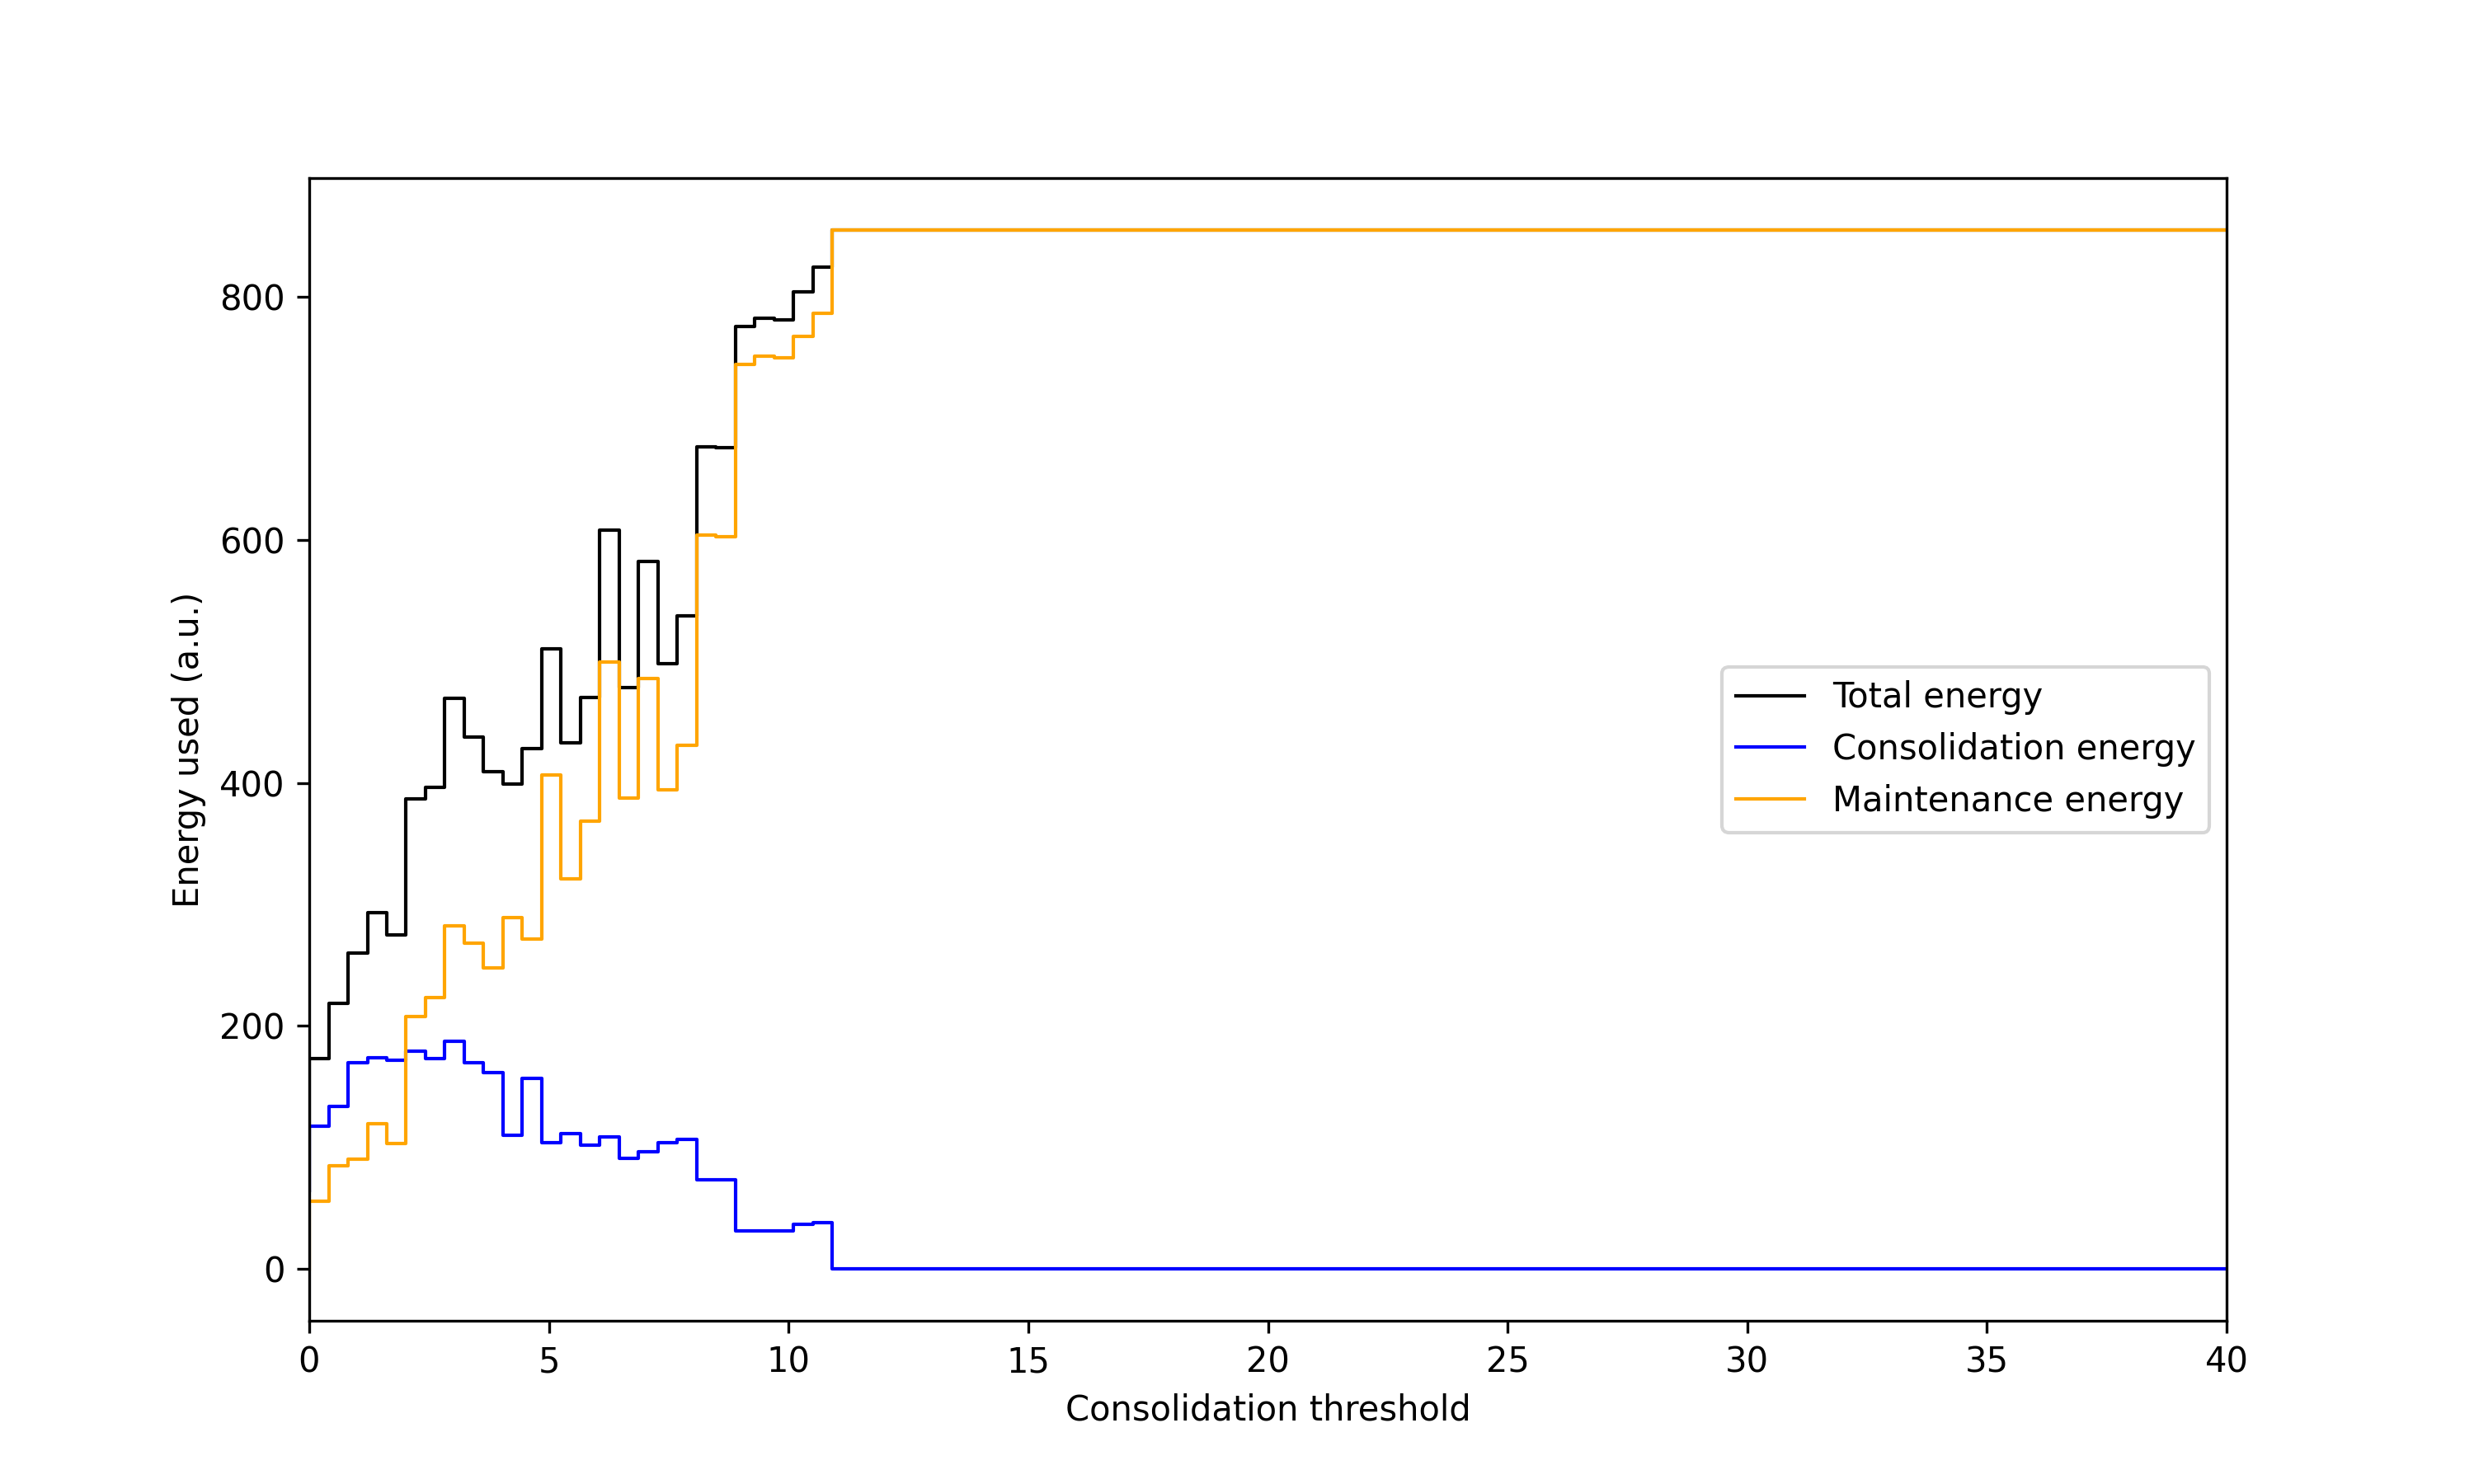 800
600
400
200
0
Energy used (a.u.)
Total energy
Consolidation energy
Maintenance energy
0 5 10 15 20 25 30 35 40
Consolidation threshold